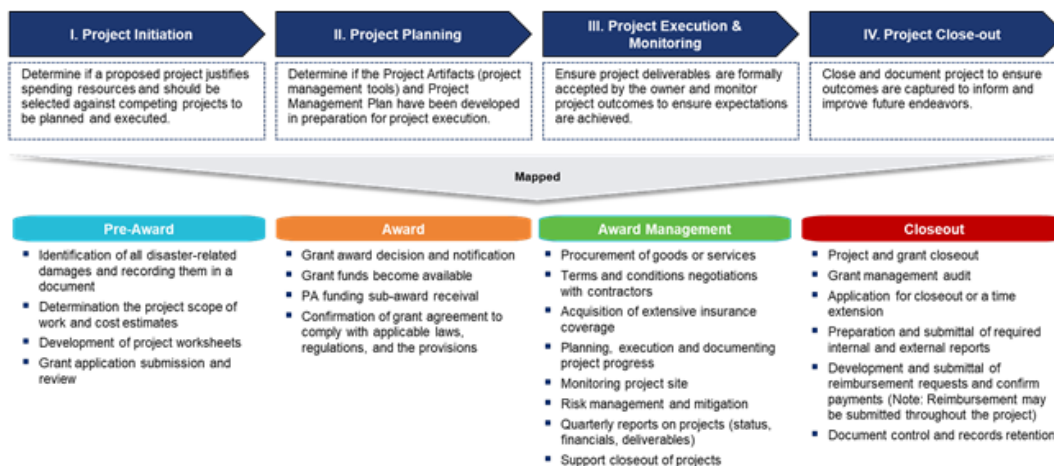 I. Project Initiation
II. Project Planning
III. Project Execution &
Monitoring
IV. Project Close-out
Determine if a proposed project justifies
spending resources and should be
selected against competing projects to
be planned and executed.
Determine if the Project Artifacts (project
management tools) and Project
Management Plan have been developed
in preparation for project execution.
Ensure project deliverables are formally
accepted by the owner and monitor
project outcomes to ensure expectations
are achieved.
Close and document project to ensure
outcomes are captured to inform and
improve future endeavors.
Mapped
Pre-Award
▪ Identification of all disaster-related
damages and recording them in a
document
▪ Determination the project scope of
work and cost estimates
▪ Development of project worksheets
▪ Grant application submission and
review
Award
▪ Grant award decision and notification
▪ Grant funds become available
▪ PA funding sub-award receival
▪ Confirmation of grant agreement to
comply with applicable laws,
regulations, and the provisions
Award Management
▪ Procurement of goods or services
▪ Terms and conditions negotiations
with contractors
▪ Acquisition of extensive insurance
coverage
▪ Planning, execution and documenting
project progress
▪ Monitoring project site
▪ Risk management and mitigation
▪ Quarterly reports on projects (status,
financials, deliverables)
▪ Support closeout of projects
Closeout
▪ Project and grant closeout
▪ Grant management audit
▪ Application for closeout or a time
extension
▪ Preparation and submittal of required
internal and external reports
▪ Development and submittal of
reimbursement requests and confirm
payments (Note: Reimbursement may
be submitted throughout the project)
▪ Document control and records retention